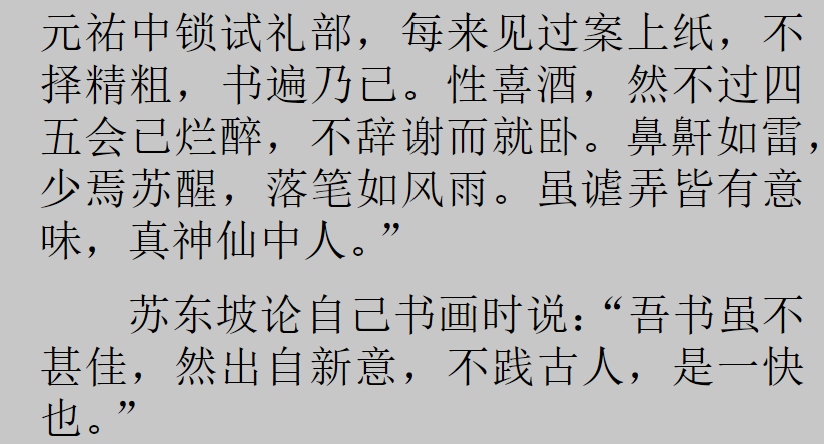 元祐中锁试礼部，每来见过案上纸，不
择精粗，书遍乃已。性喜酒，然不过四
五会已烂醉，不辞谢而就卧。鼻鼾如雷，
少焉苏醒，落笔如风雨。虽谑弄皆有意
味，真神仙中人。”
苏东坡论自己书画时说：“吾书虽不
甚佳，然出自新意，不践古人，是一快
也。”